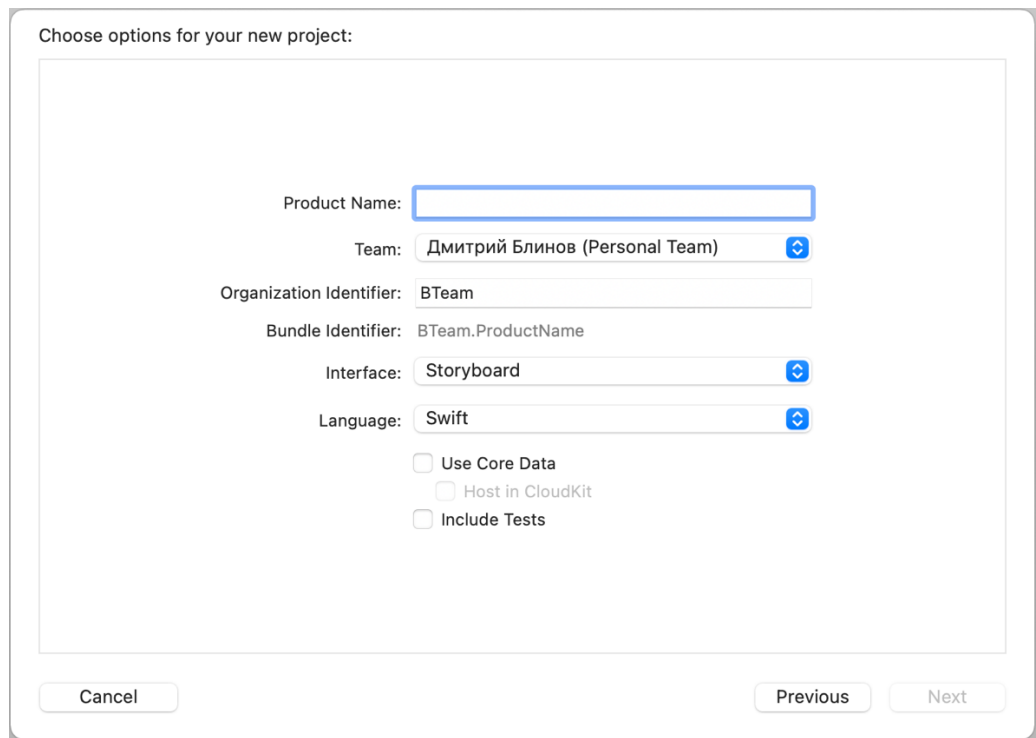 Choose options for your new project:
Product Name:
Team: Дмитрий Блинов (Personal Team)
Organization Identifier: BTeam
Bundle Identifier: BTeam.ProductName
Interface: Storyboard
Language: Swift
Use Core Data
Host in CloudKit
Include Tests
Cancel Previous Next